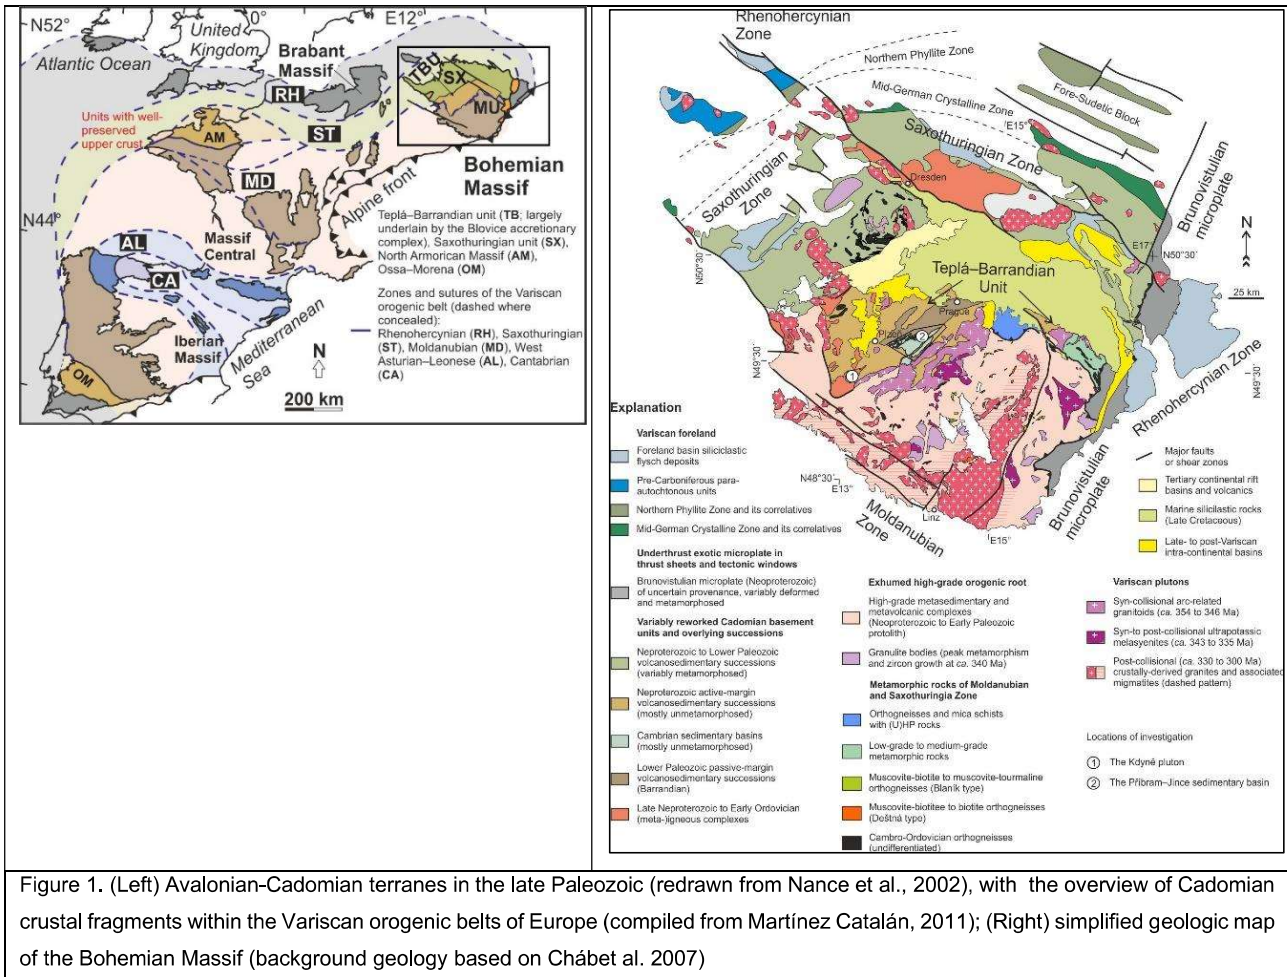 N52°
0°
E12°
United
Kingdom
Atlantic Ocean
Brabant
Massif
TBU
SX
MU
RH
Units with well-
preserved
upper crust
AM
ST
MD
Bohemian
Massif
Alpine front
N44°
AL
Massif
Central
CA
Iberian
Massif
Mediterranean
Sea
OM
N
200 km
Teplá–Barrandian unit (TB; largely
underlain by the Blovice accretionary
complex), Saxothuringian unit (SX),
North Armorican Massif (AM),
Ossa–Morena (OM)
Zones and sutures of the Variscan
orogenic belt (dashed where
concealed):
Rhenohercynian (RH), Saxothuringian
(ST), Moldanubian (MD), West
Asturian–Leonese (AL), Cantabrian
(CA)
Rhenohercynian
Zone
Northern Phyllite Zone
Mid-German Crystalline Zone
E15°
Fore-Sudetic Block
Saxothuringian Zone
Saxothuringian
Zone
Dresden
Brunovistulian
microplate
N
E17°
N50°30'
N50°30'
25 km
Teplá–Barrandian
Unit
Prague
Plzeň
2
1
N49°30'
N49°30'
Rhenohercynian Zone
N48°30'
E13°
Moldanubian
Zone
Linz
E15°
Brunovistulian
microplate
Explanation
Variscan foreland
Foreland basin siliciclastic
flysch deposits
Pre-Carboniferous para-
autochtonous units
Northern Phyllite Zone and its correlatives
Mid-German Crystalline Zone and its correlatives
Underthrust exotic microplate in
thrust sheets and tectonic windows
Brunovistulian microplate (Neoproterozoic)
of uncertain provenance, variably deformed
and metamorphosed
Variably reworked Cadomian basement
units and overlying successions
Neproterozoic to Lower Paleozoic
volcanosedimentary successions
(variably metamorphosed)
Neproterozoic active-margin
volcanosedimentary successions
(mostly unmetamorphosed)
Cambrian sedimentary basins
(mostly unmetamorphosed)
Lower Paleozoic passive-margin
volcanosedimentary successions
(Barrandian)
Late Neproterozoic to Early Ordovician
(meta-)igneous complexes
Exhumed high-grade orogenic root
High-grade metasedimentary and
metavolcanic complexes
(Neoproterozoic to Early Paleozoic
protolith)
Granulite bodies (peak metamorphism
and zircon growth at ca. 340 Ma)
Metamorphic rocks of Moldanubian
and Saxothuringia Zone
Orthogneisses and mica schists
with (U)HP rocks
Low-grade to medium-grade
metamorphic rocks
Muscovite-biotite to muscovite-tourmaline
orthogneisses (Blaník type)
Muscovite-biotitee to biotite orthogneisses
(Deštná type)
Cambro-Ordovician orthogneisses
(undifferentiated)
Major faults
or shear zones
Tertiary continental rift
basins and volcanics
Marine silicilastic rocks
(Late Cretaceous)
Late- to post-Variscan
intra-continental basins
Variscan plutons
Syn-collisional arc-related
granitoids (ca. 354 to 346 Ma)
Syn-to post-collisional ultrapotassic
melasyenites (ca. 343 to 335 Ma)
Post-collisional (ca. 330 to 300 Ma)
crustally-derived granites and associated
migmatites (dashed pattern)
Locations of investigation
1 The Kdyně pluton
2 The Příbram–Jince sedimentary basin
Figure 1. (Left) Avalonian-Cadomian terranes in the late Paleozoic (redrawn from Nance et al., 2002), with the overview of Cadomian
crustal fragments within the Variscan orogenic belts of Europe (compiled from Martínez Catalán, 2011); (Right) simplified geologic map
of the Bohemian Massif (background geology based on Chábet al. 2007)